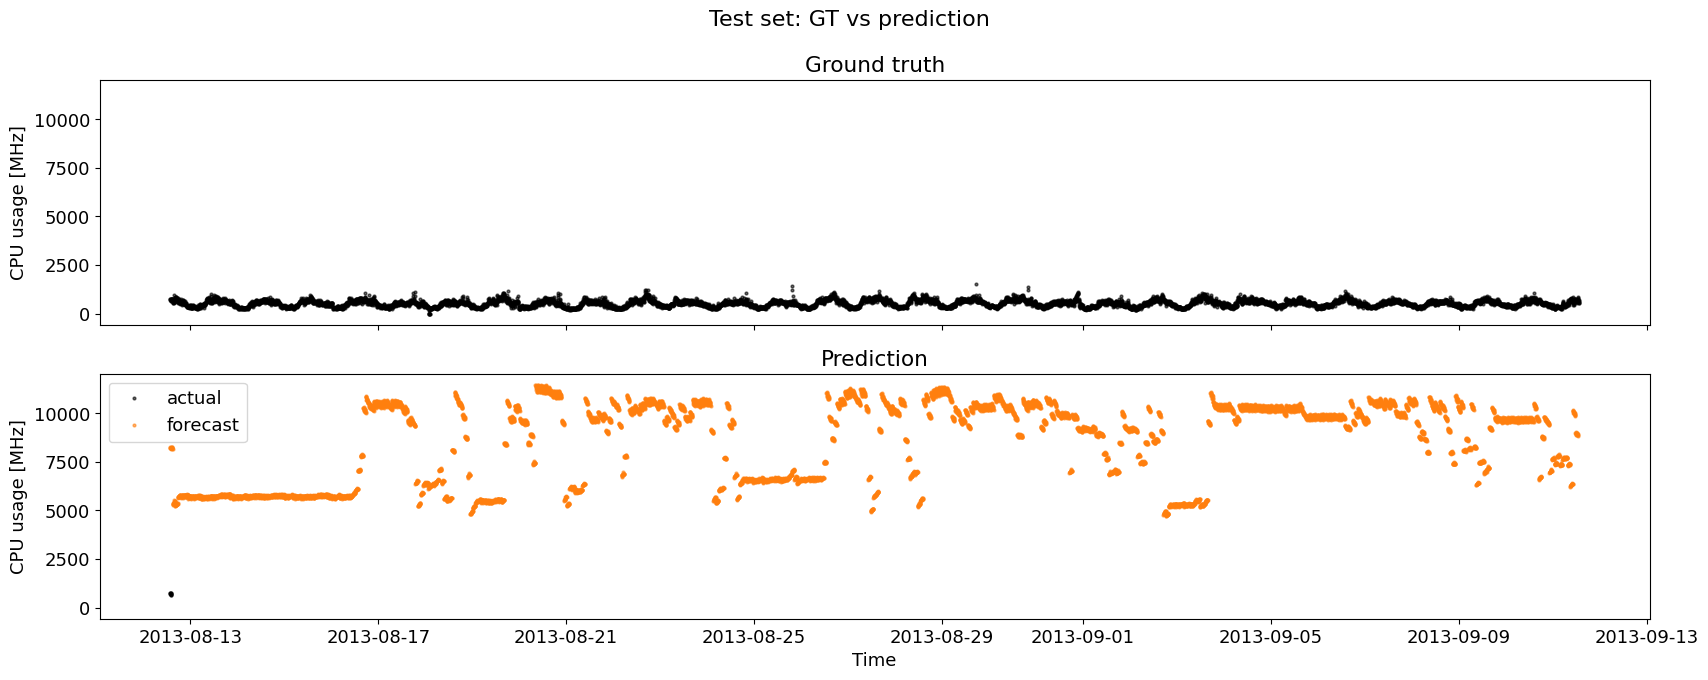 Test set: GT vs prediction
Ground truth
CPU usage [MHz]
10000
7500
5000
2500
0
Prediction
CPU usage [MHz]
actual
forecast
10000
7500
5000
2500
0
2013-08-13 2013-08-17 2013-08-21 2013-08-25 2013-08-29 2013-09-01 2013-09-05 2013-09-09 2013-09-13
Time